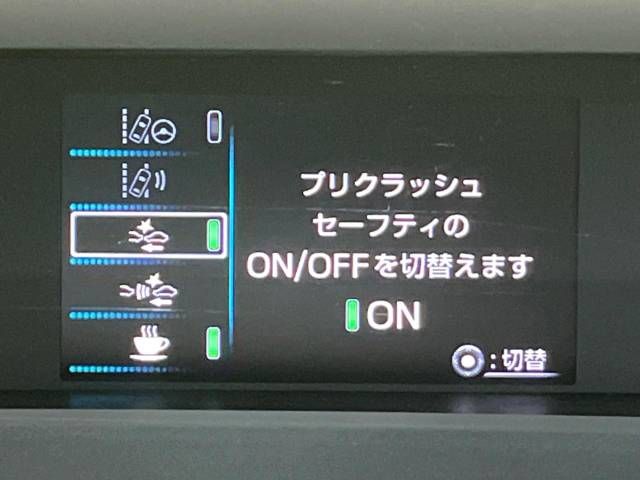 プリクラッシュ
セーフティの
ON/OFFを切替えます
ON
:切替